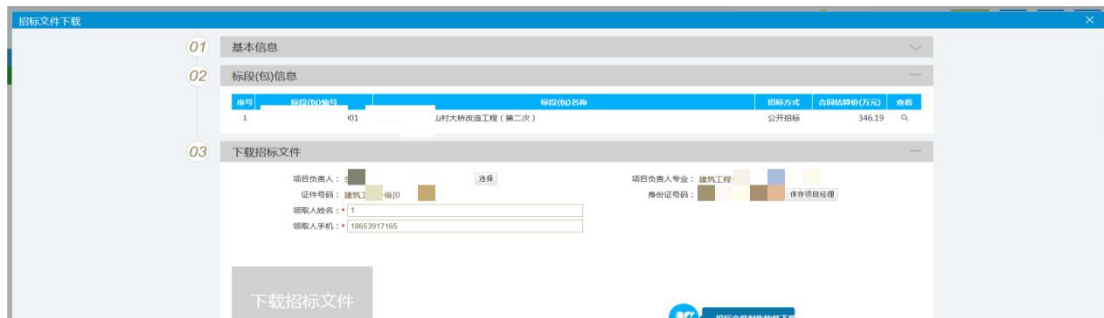 招标文件下载
01 基本信息
02 标段(包)信息
序号 标段(包)编号 标段(包)名称 招标方式 合同估算价(万元) 查看
1 001 山村大桥改造工程(第二次) 公开招标 346.19
03 下载招标文件
项目负责人: 选择 项目负责人专业: 建筑工程
证件号码: 建筑工 级[0 身份证号码: 保存项目经理
领取人姓名:* 1
领取人手机:* 18653917165
下载招标文件